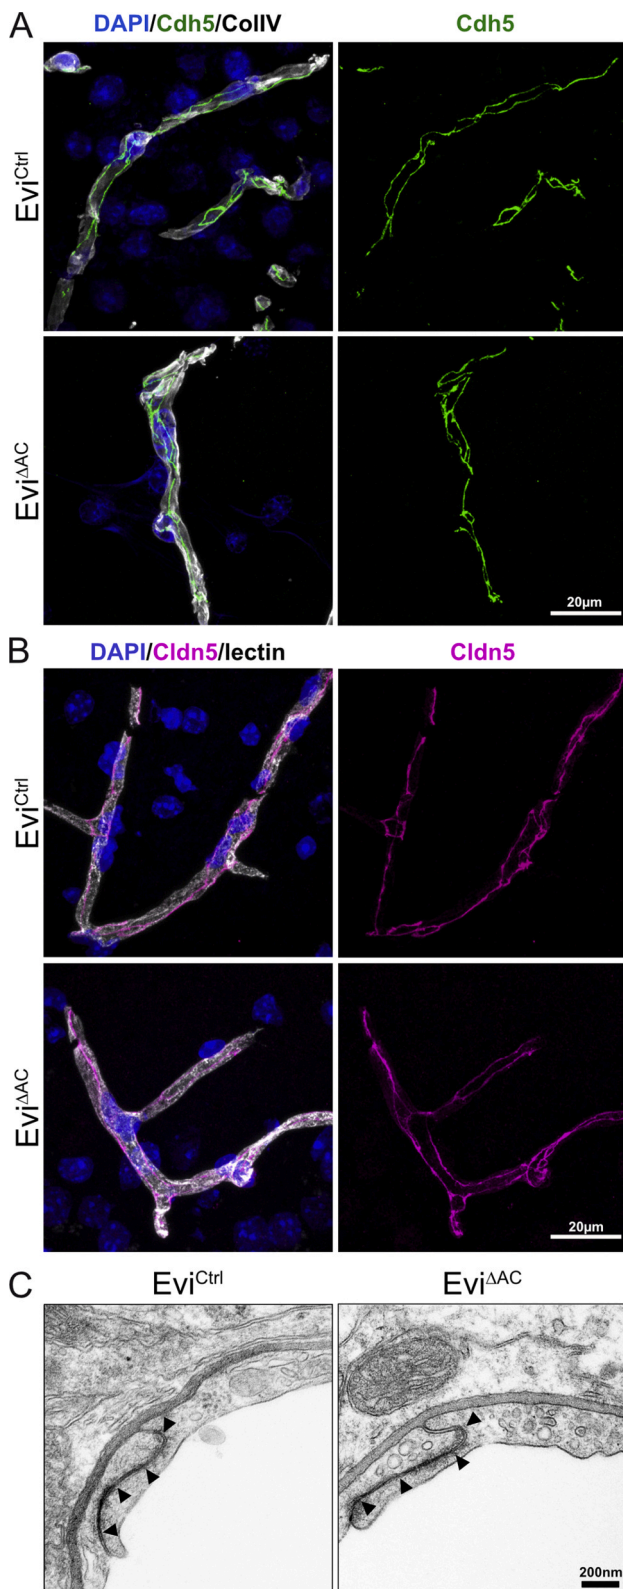 A
DAPI/Cdh5/CollV
Cdh5
Evi^Ctrl
Evi^ΔAC
20µm
B
DAPI/Cldn5/lectin
Cldn5
Evi^Ctrl
Evi^ΔAC
20µm
C
Evi^Ctrl
Evi^ΔAC
200nm